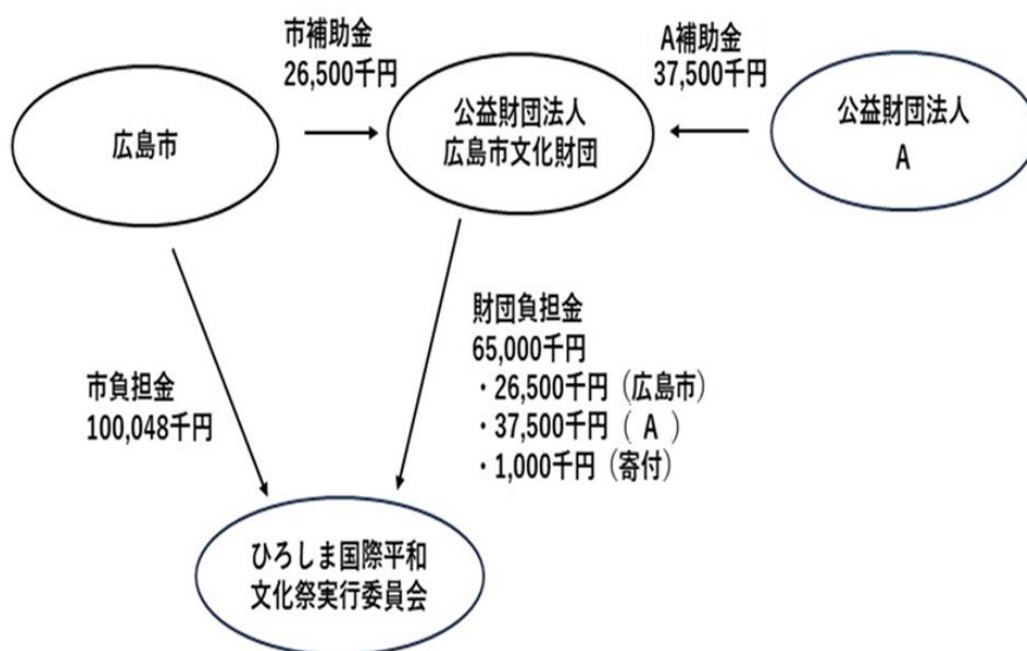 市補助金
26,500千円
A補助金
37,500千円
広島市
公益財団法人
広島市文化財団
公益財団法人
A
財団負担金
65,000千円
・26,500千円（広島市）
・37,500千円（ A ）
・1,000千円（寄付）
市負担金
100,048千円
ひろしま国際平和
文化祭実行委員会